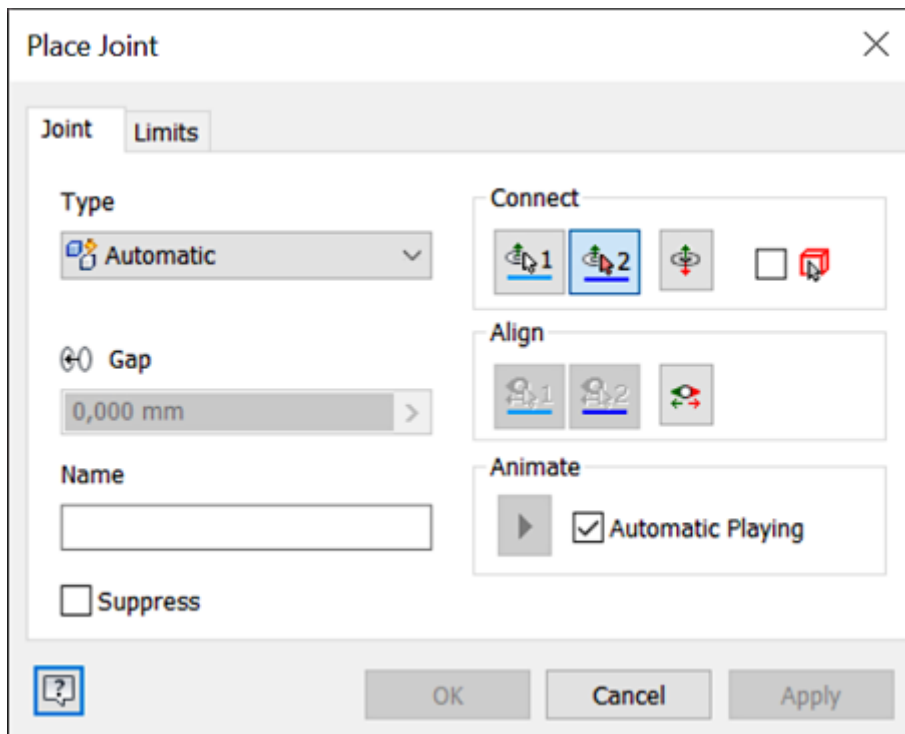 Place Joint
Joint
Limits
Type
Automatic
Gap
0,000 mm
Name
Suppress
Connect
1
2
Align
1
2
Animate
Automatic Playing
?
OK
Cancel
Apply